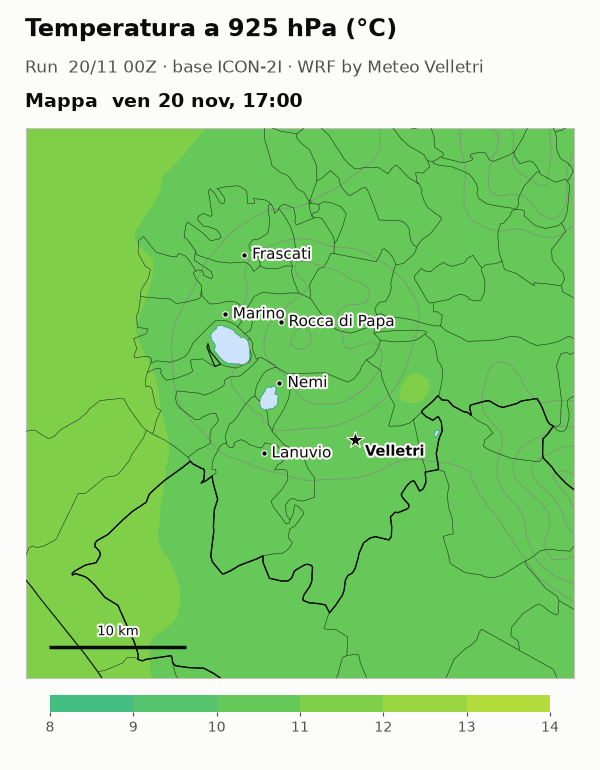 Temperatura a 925 hPa (°C)
Run  20/11 00Z · base ICON-2I · WRF by Meteo Velletri
Mappa  ven 20 nov, 17:00
Frascati
Marino
Rocca di Papa
Nemi
Velletri
Lanuvio
10 km
8 9 10 11 12 13 14